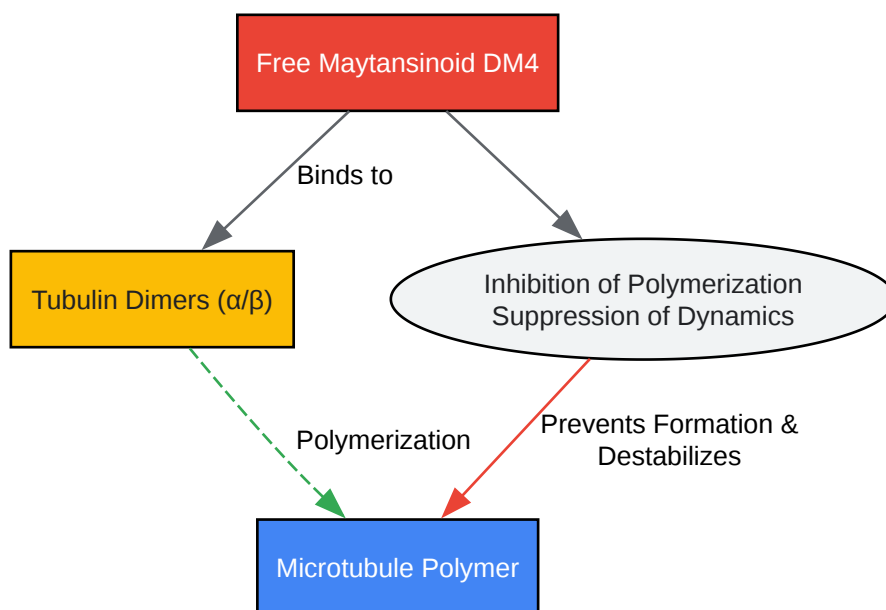 Free Maytansinoid DM4
Binds to
Tubulin Dimers (α/β)
Inhibition of Polymerization
Suppression of Dynamics
Polymerization
Prevents Formation &
Destabilizes
Microtubule Polymer